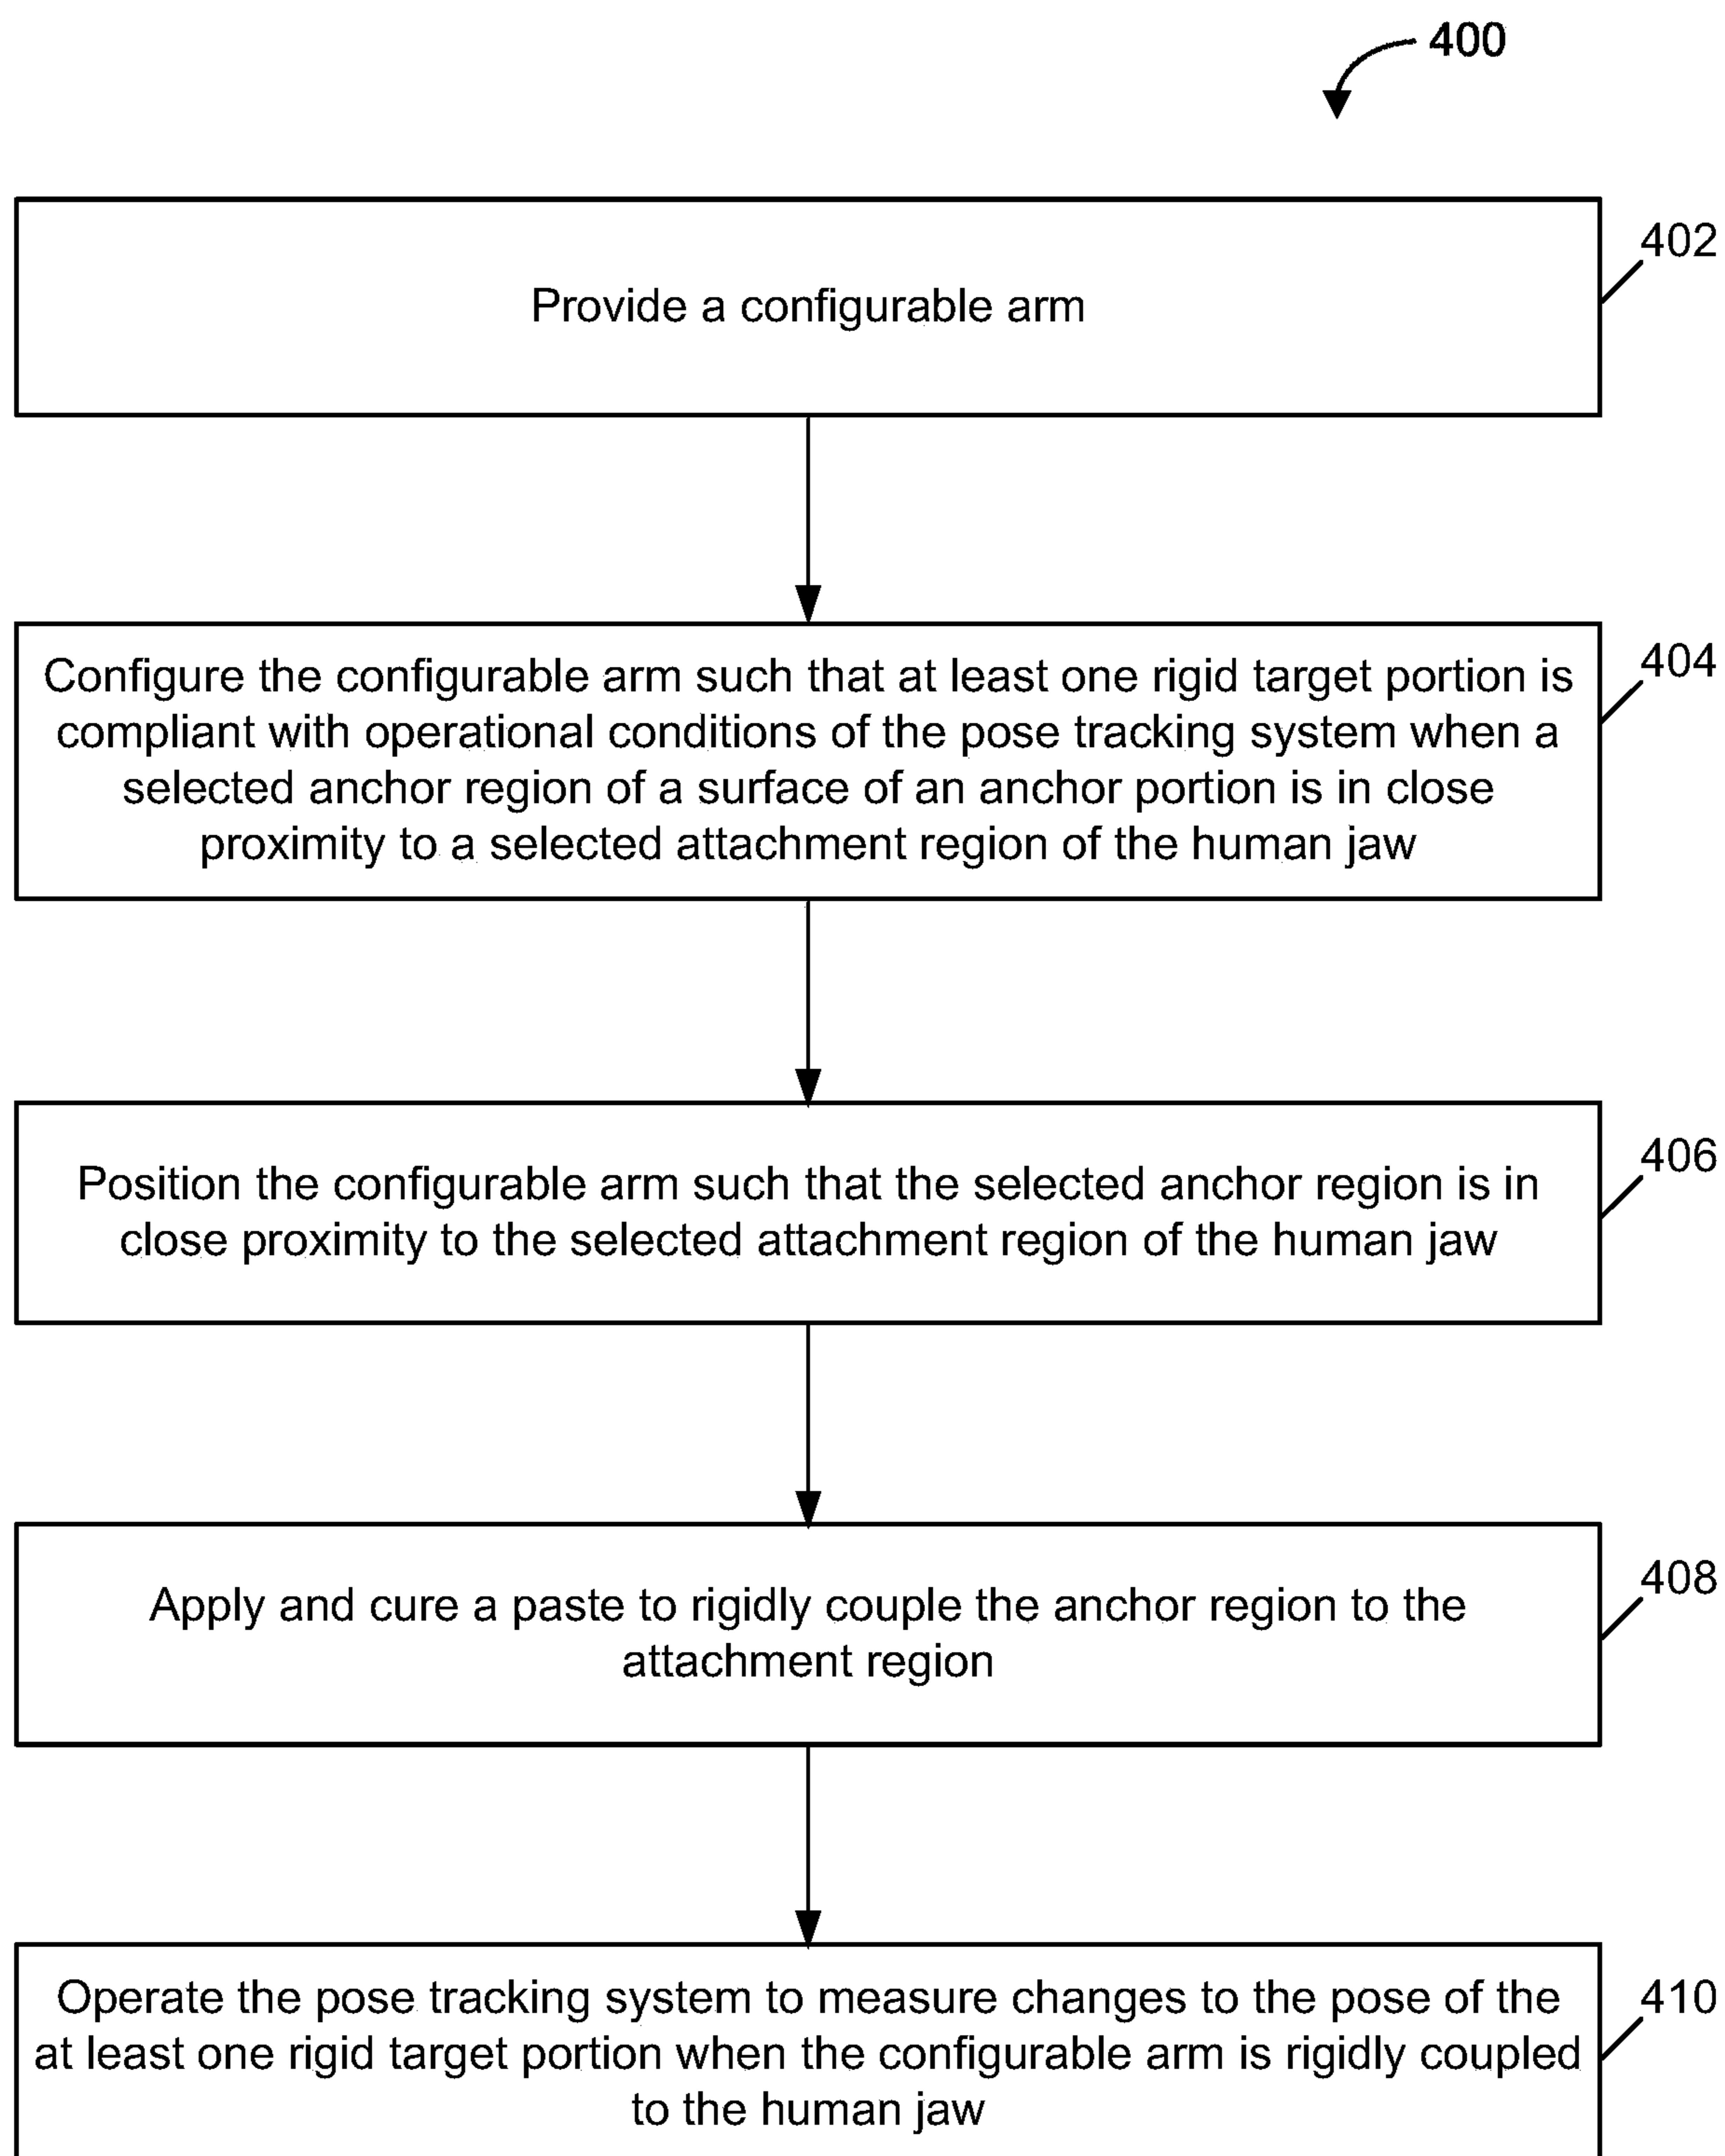 400
402
Provide a configurable arm
404
Configure the configurable arm such that at least one rigid target portion is
compliant with operational conditions of the pose tracking system when a
selected anchor region of a surface of an anchor portion is in close
proximity to a selected attachment region of the human jaw
406
Position the configurable arm such that the selected anchor region is in
close proximity to the selected attachment region of the human jaw
408
Apply and cure a paste to rigidly couple the anchor region to the
attachment region
410
Operate the pose tracking system to measure changes to the pose of the
at least one rigid target portion when the configurable arm is rigidly coupled
to the human jaw